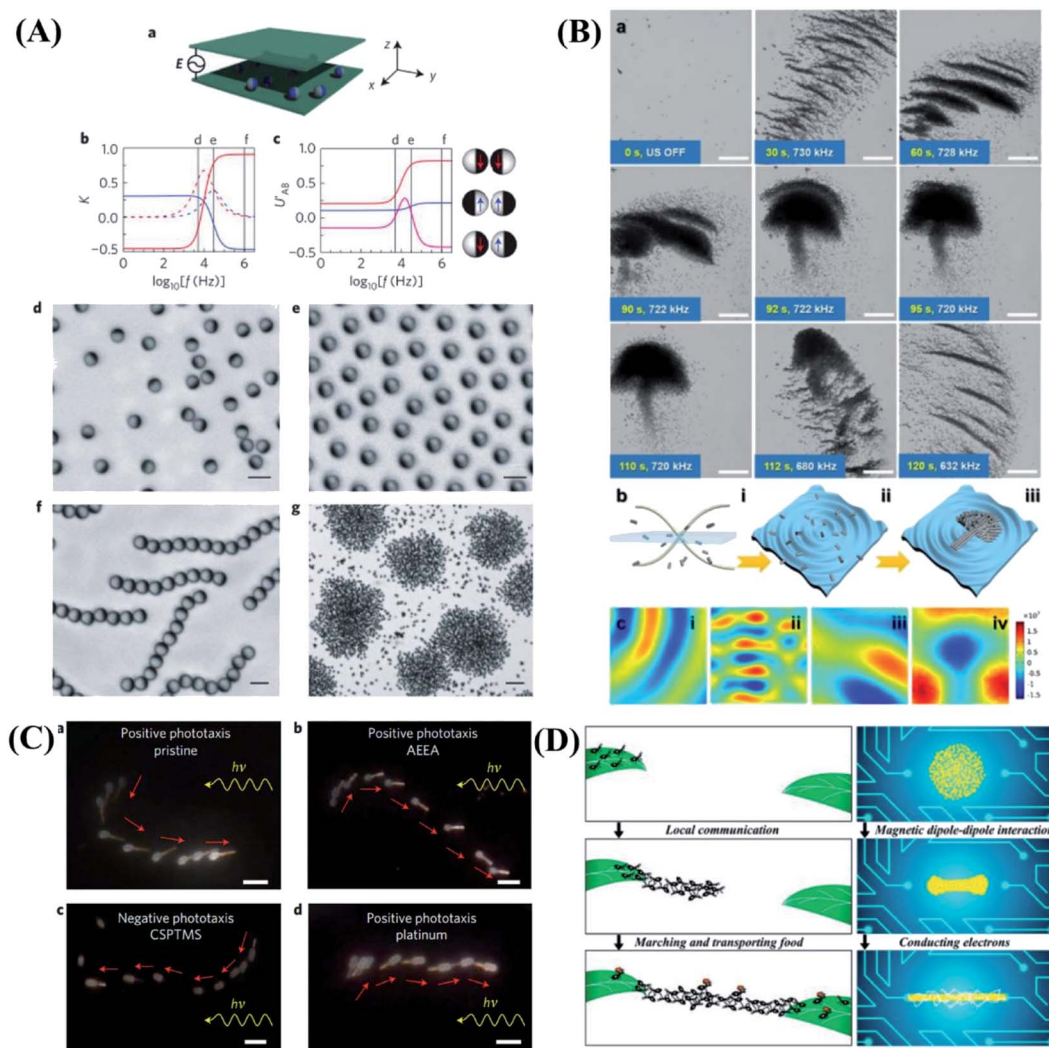 (A)
a
E
z
y
x
b
d
e
f
1.0
0.5
0.0
−0.5
K
0
2
4
6
log₁₀[f (Hz)]
c
d
e
f
1.0
0.5
0.0
−0.5
U*AB
0
2
4
6
log₁₀[f (Hz)]
d
e
f
g
(B)
a
0 s, US OFF
30 s, 730 kHz
60 s, 728 kHz
90 s, 722 kHz
92 s, 722 kHz
95 s, 720 kHz
110 s, 720 kHz
112 s, 680 kHz
120 s, 632 kHz
b
i
ii
iii
c
i
ii
iii
iv
×10⁷
1.5
1
0.5
0
-0.5
-1
-1.5
(C)
a
Positive phototaxis
pristine
hν
b
Positive phototaxis
AEEA
hν
c
Negative phototaxis
CSPTMS
hν
d
Positive phototaxis
platinum
hν
(D)
Local communication
Magnetic dipole-dipole interaction
Marching and transporting food
Conducting electrons